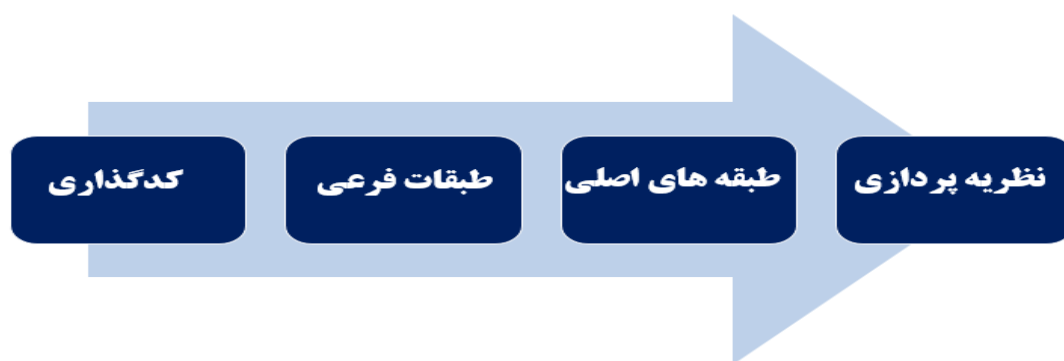 کدگذاری
طبقات فرعی
طبقه های اصلی
نظریه پردازی